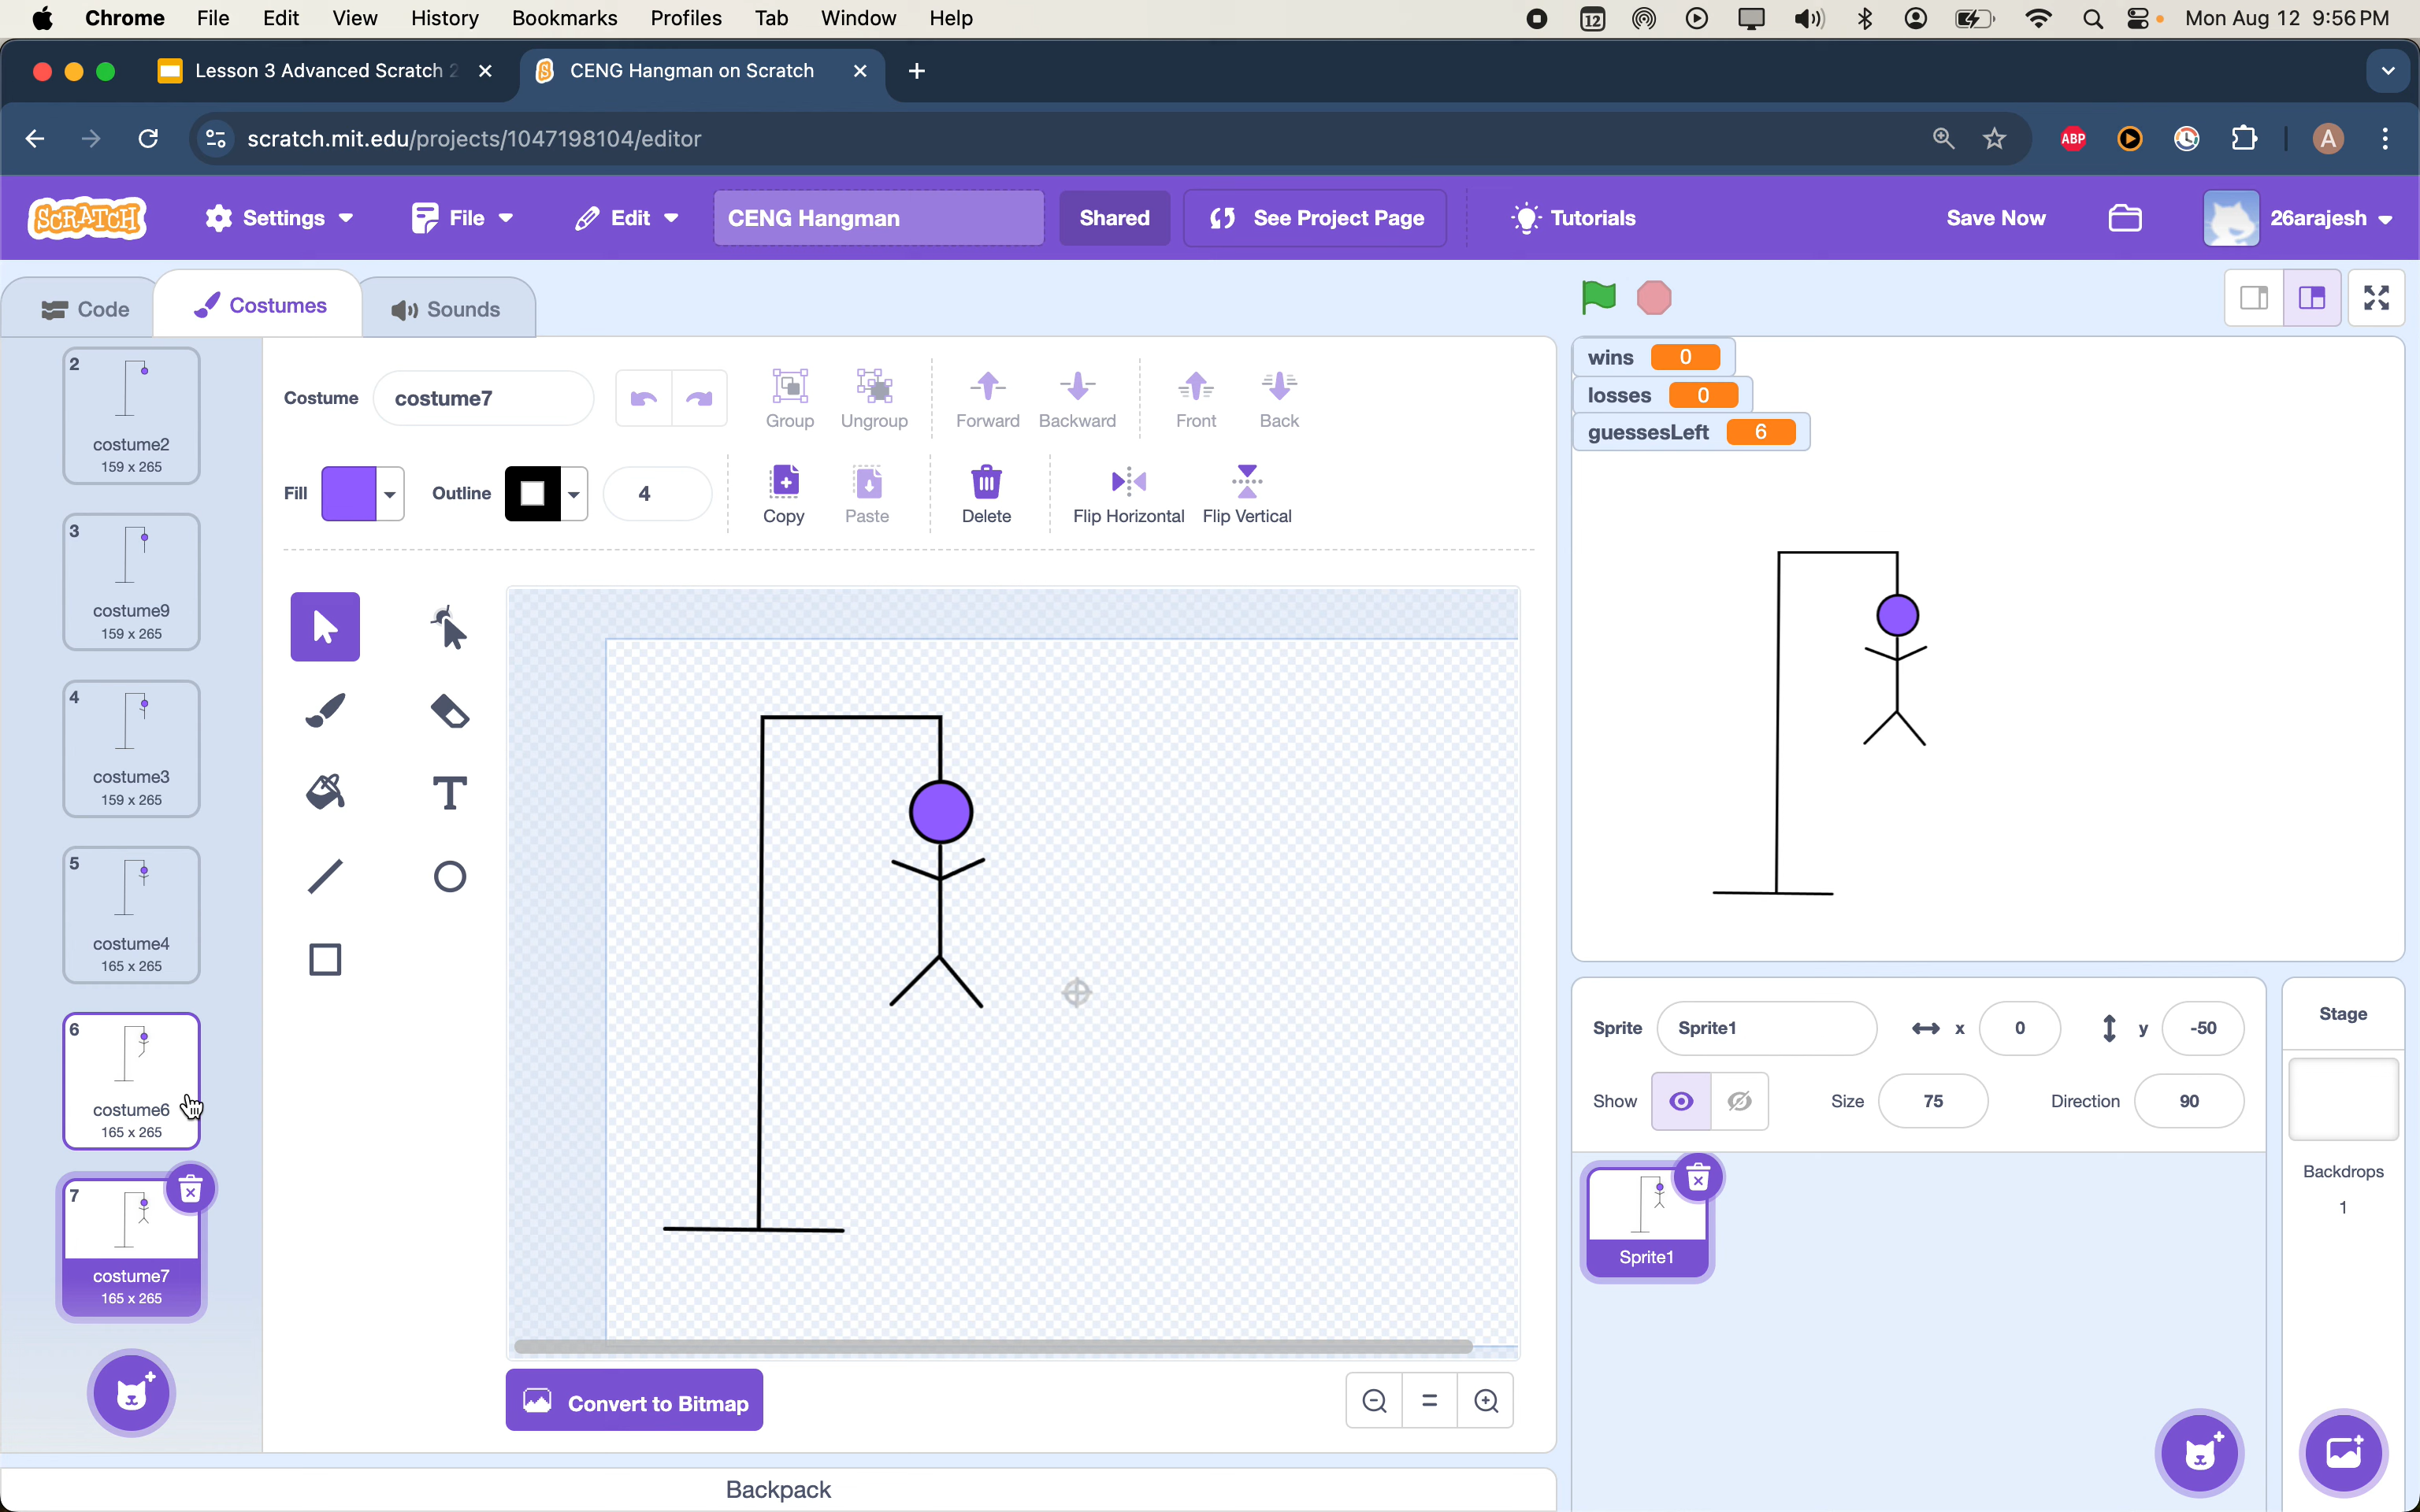 Chrome File Edit View History Bookmarks Profiles Tab Window Help 12 Mon Aug 12 9:56 PM
Lesson 3 Advanced Scratch 2 CENG Hangman on Scratch
scratch.mit.edu/projects/1047198104/editor ABP A
SCRATCH Settings File Edit CENG Hangman Shared See Project Page Tutorials Save Now 26arajesh
Code Costumes Sounds
2
costume2
159 x 265
3
costume9
159 x 265
4
costume3
159 x 265
5
costume4
165 x 265
6
costume6
165 x 265
7
costume7
165 x 265
Costume costume7 Group Ungroup Forward Backward Front Back
Fill Outline 4 Copy Paste Delete Flip Horizontal Flip Vertical
T
Convert to Bitmap
Backpack
wins 0
losses 0
guessesLeft 6
Sprite Sprite1 x 0 y -50
Show Size 75 Direction 90
Sprite1
Stage
Backdrops
1